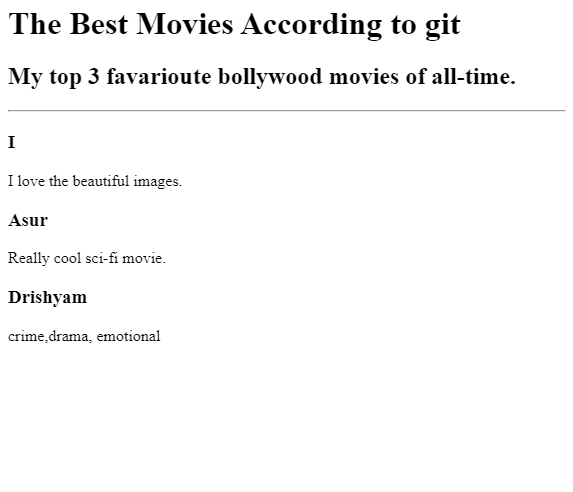 The Best Movies According to git
My top 3 favarioute bollywood movies of all-time.
I
I love the beautiful images.
Asur
Really cool sci-fi movie.
Drishyam
crime,drama, emotional